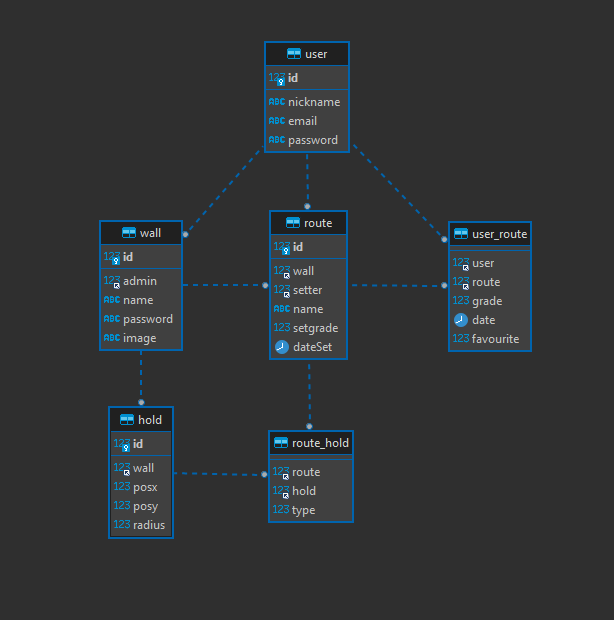 user
123 id
ABC nickname
ABC email
ABC password
wall
123 id
123 admin
ABC name
ABC password
ABC image
route
123 id
123 wall
123 setter
ABC name
123 setgrade
dateSet
user_route
123 user
123 route
123 grade
date
123 favourite
hold
123 id
123 wall
123 posx
123 posy
123 radius
route_hold
123 route
123 hold
123 type